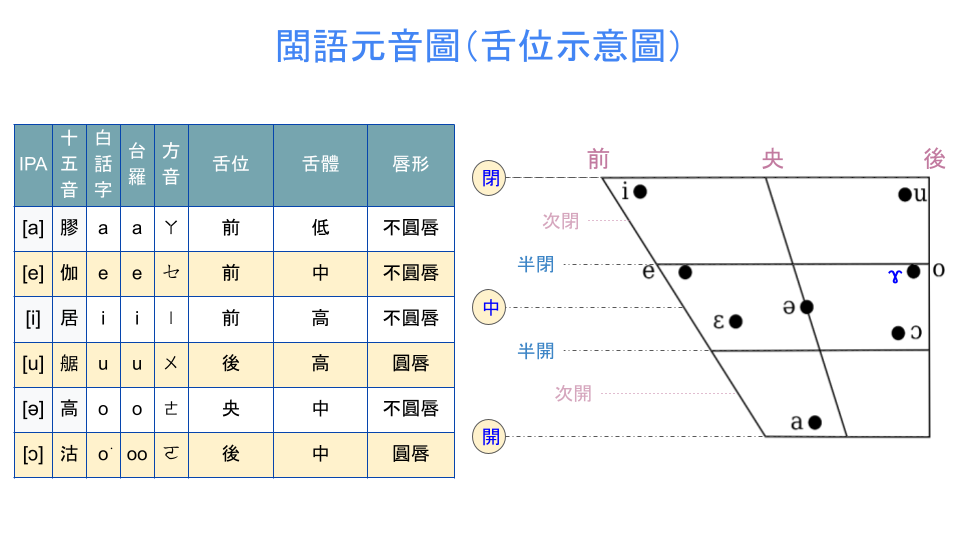 閩語元音圖(舌位示意圖)
IPA 十五音 白話字 台羅 方音 舌位 舌體 唇形
[a] 膠 a a ㄚ 前 低 不圓唇
[e] 伽 e e ㄝ 前 中 不圓唇
[i] 居 i i ㄧ 前 高 不圓唇
[u] 艍 u u ㄨ 後 高 圓唇
[ə] 高 o o ㄜ 央 中 不圓唇
[ɔ] 沽 o͘ oo ㆦ 後 中 圓唇
前 央 後
閉
i u
次閉
半閉
e ɤ o
中
ə
ɛ ɔ
半開
次開
a
開